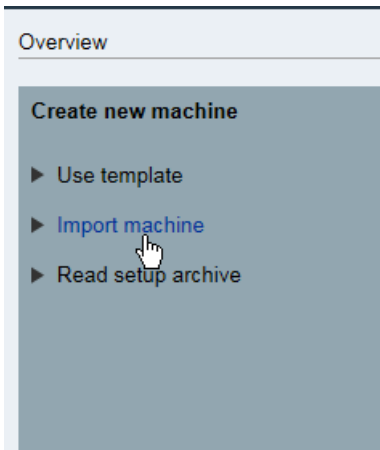 Overview
Create new machine
Use template
Import machine
Read setup archive